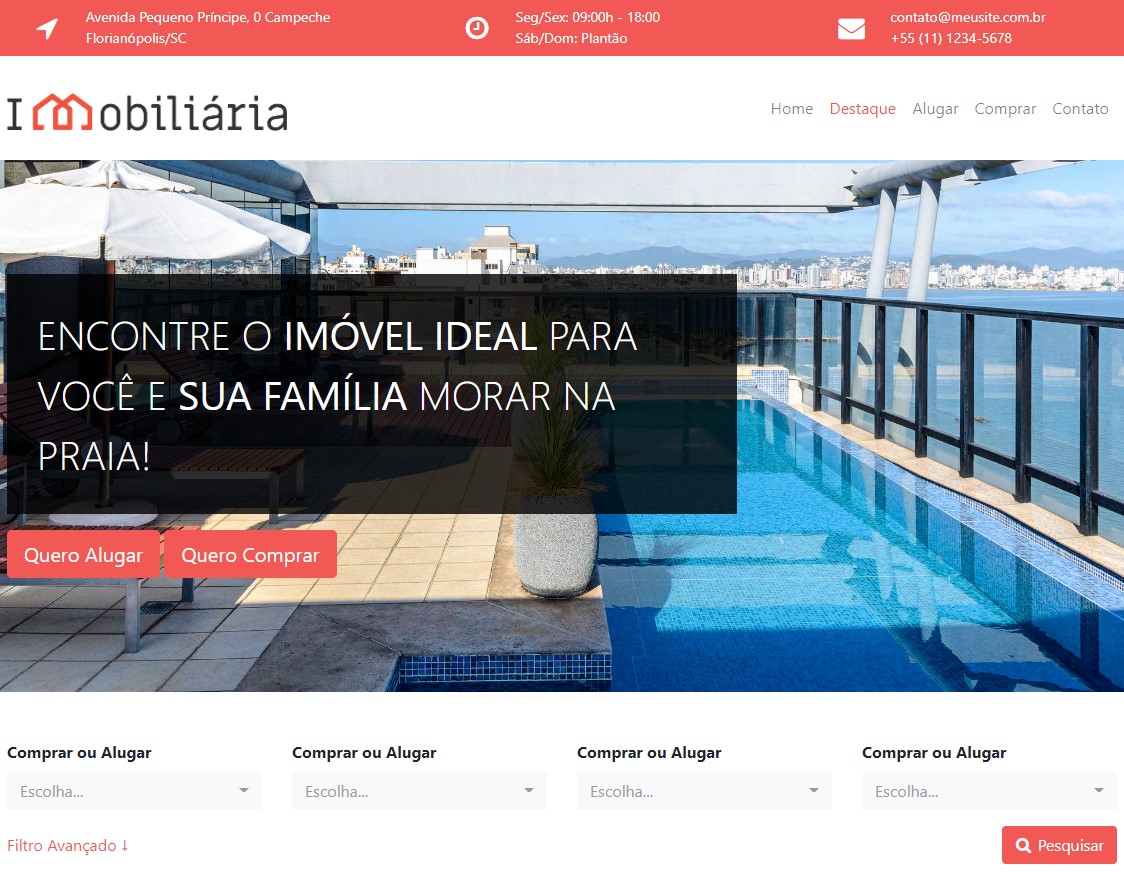 Avenida Pequeno Príncipe, 0 Campeche
Florianópolis/SC
Seg/Sex: 09:00h - 18:00
Sáb/Dom: Plantão
contato@meusite.com.br
+55 (11) 1234-5678
Imobiliária
Home Destaque Alugar Comprar Contato
ENCONTRE O IMÓVEL IDEAL PARA
VOCÊ E SUA FAMÍLIA MORAR NA
PRAIA!
Quero Alugar Quero Comprar
Comprar ou Alugar Comprar ou Alugar Comprar ou Alugar Comprar ou Alugar
Escolha... Escolha... Escolha... Escolha...
Filtro Avançado ↓ Pesquisar